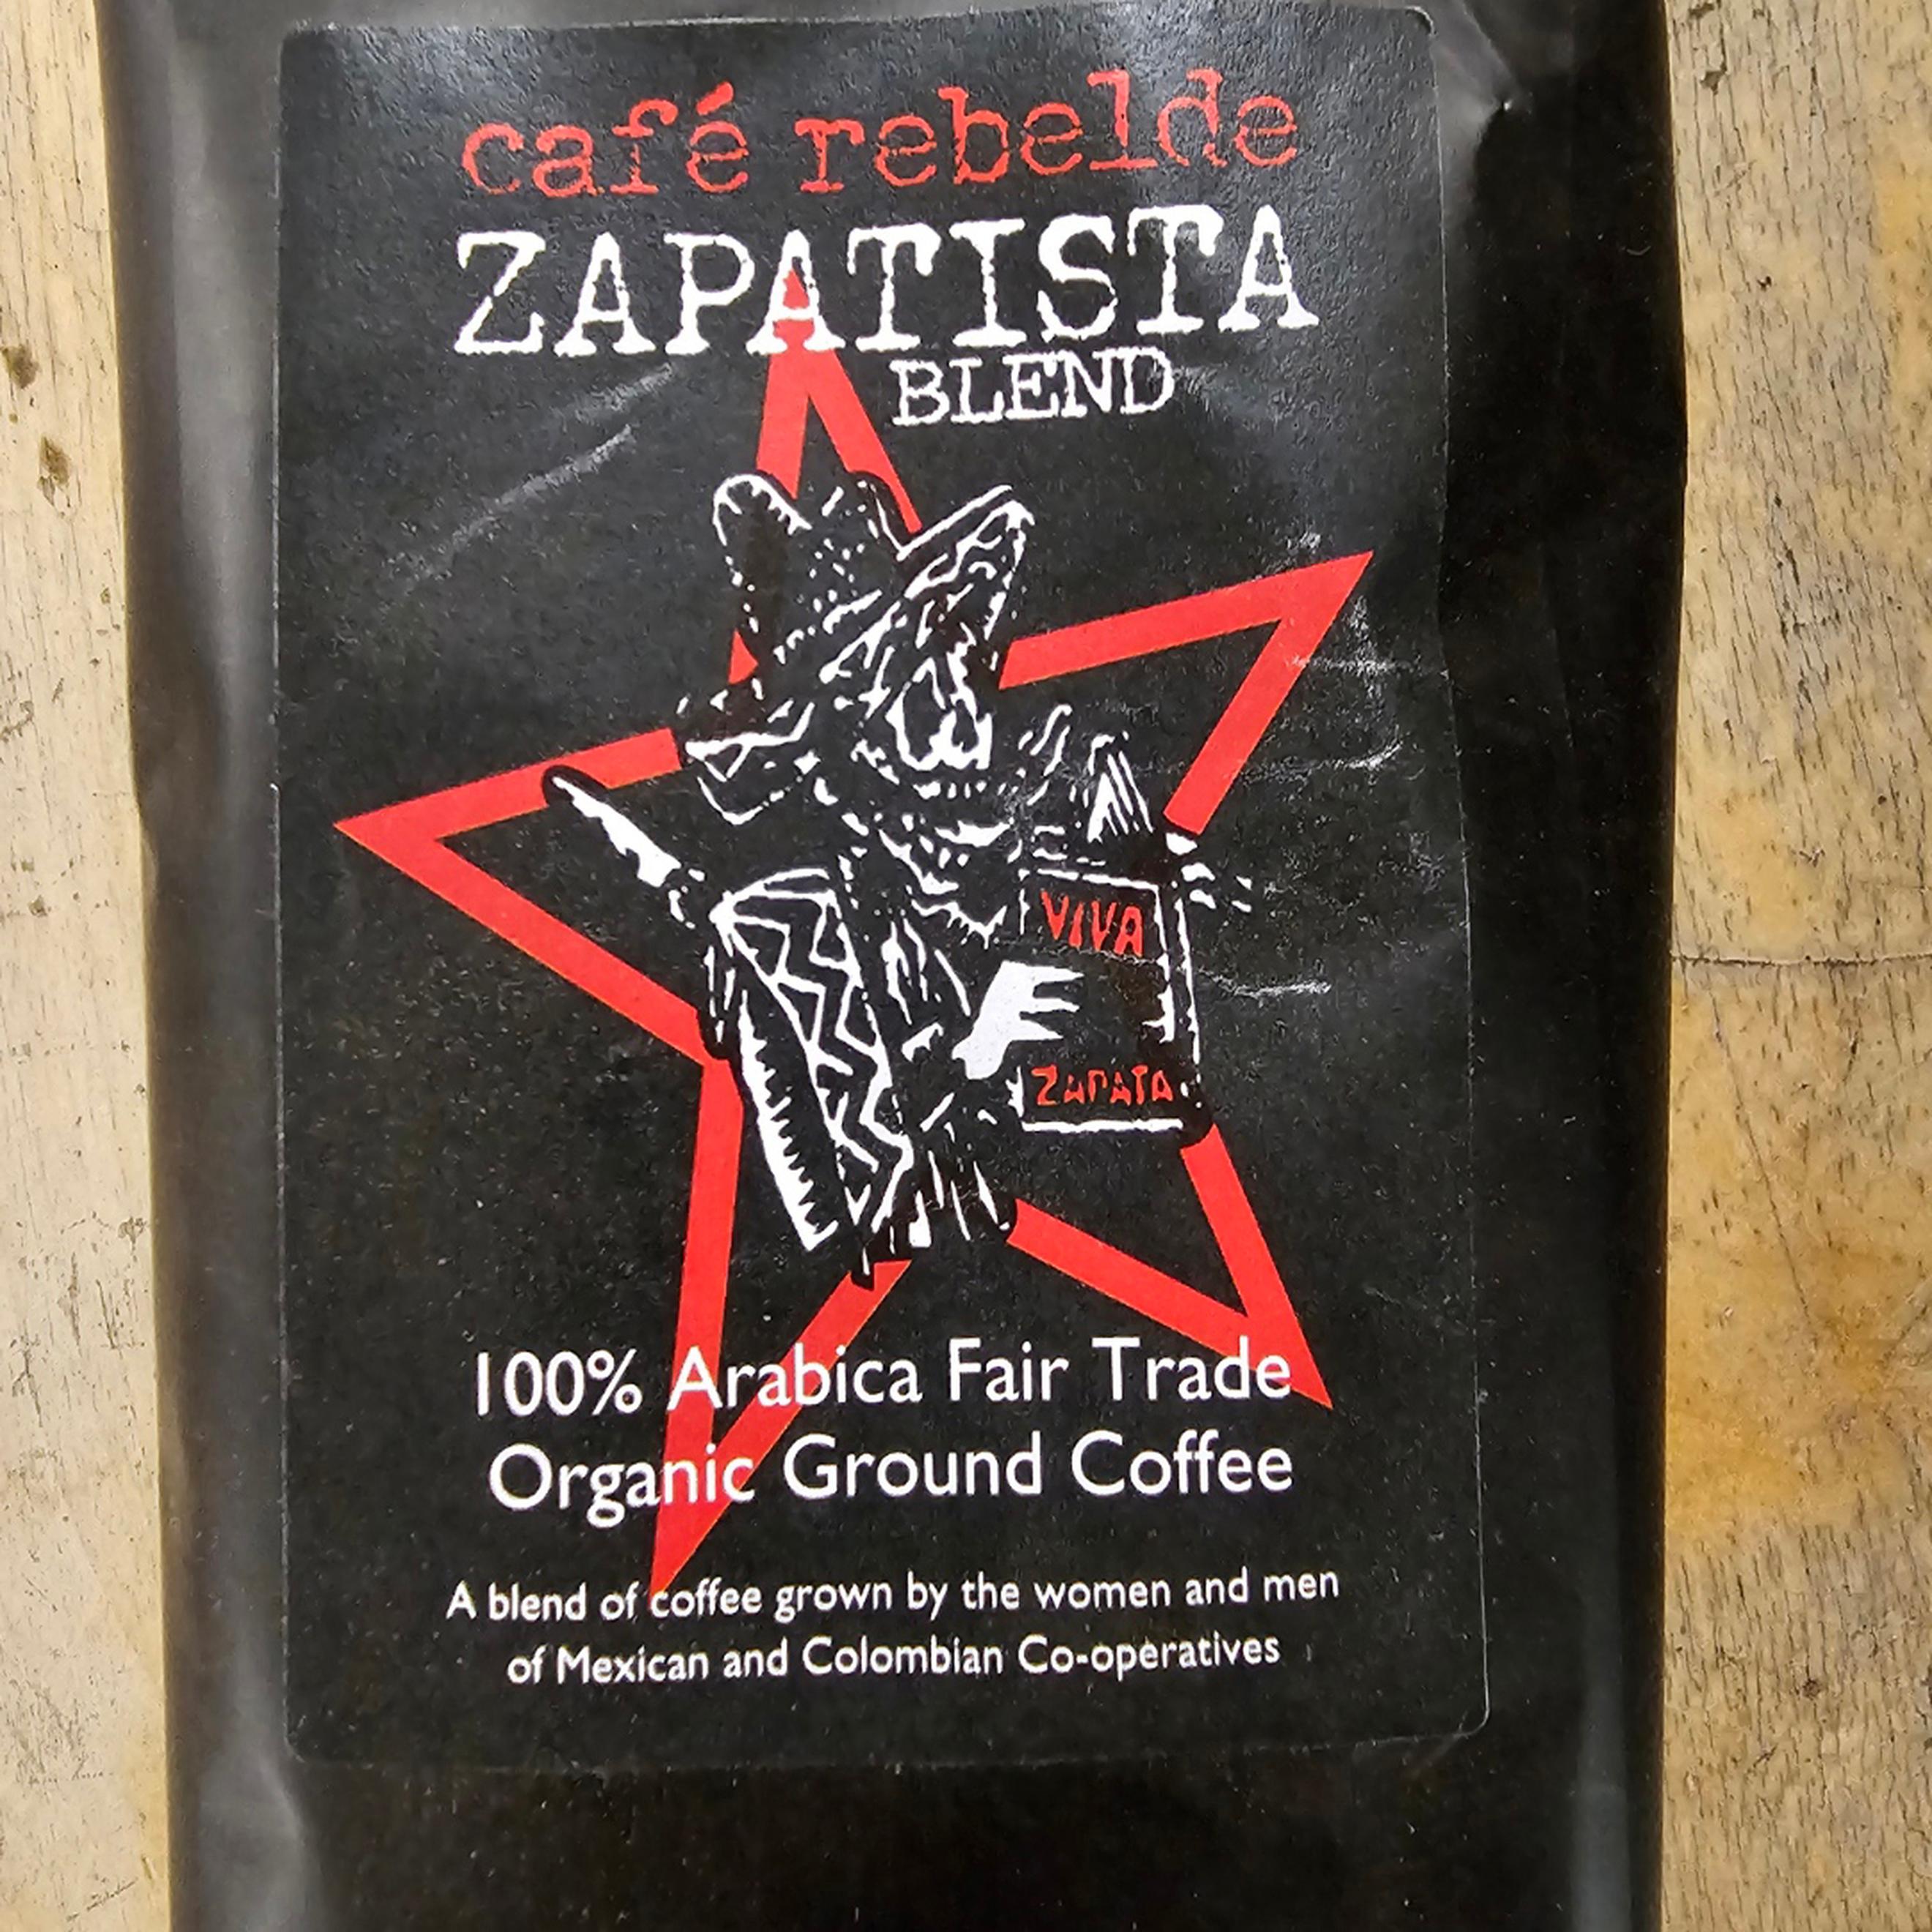 café rebelde
ZAPATISTA
BLEND
VIVA
ZAPATA
100% Arabica Fair Trade
Organic Ground Coffee
A blend of coffee grown by the women and men
of Mexican and Colombian Co-operatives